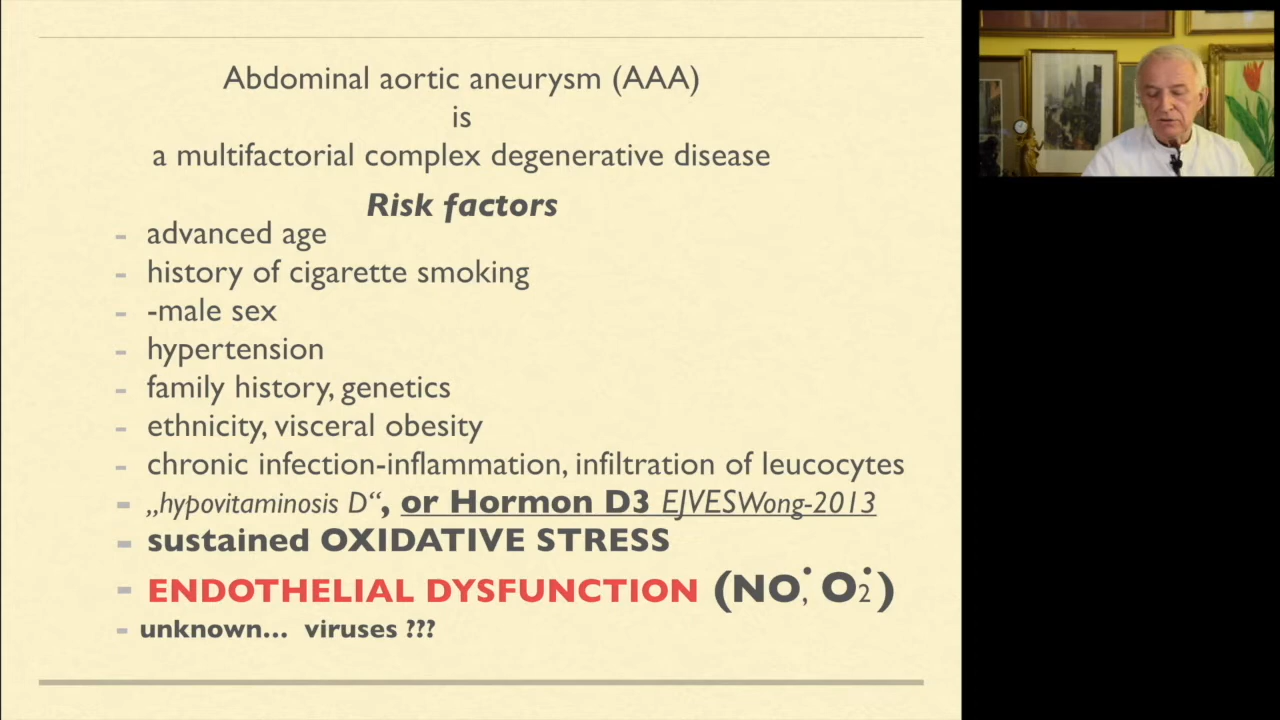 Abdominal aortic aneurysm (AAA)
is
a multifactorial complex degenerative disease
Risk factors
- advanced age
- history of cigarette smoking
- -male sex
- hypertension
- family history, genetics
- ethnicity, visceral obesity
- chronic infection-inflammation, infiltration of leucocytes
- „hypovitaminosis D“, or Hormon D3 EJVESWong-2013
- sustained OXIDATIVE STRESS
- ENDOTHELIAL DYSFUNCTION (NO•, O2•)
- unknown... viruses ???